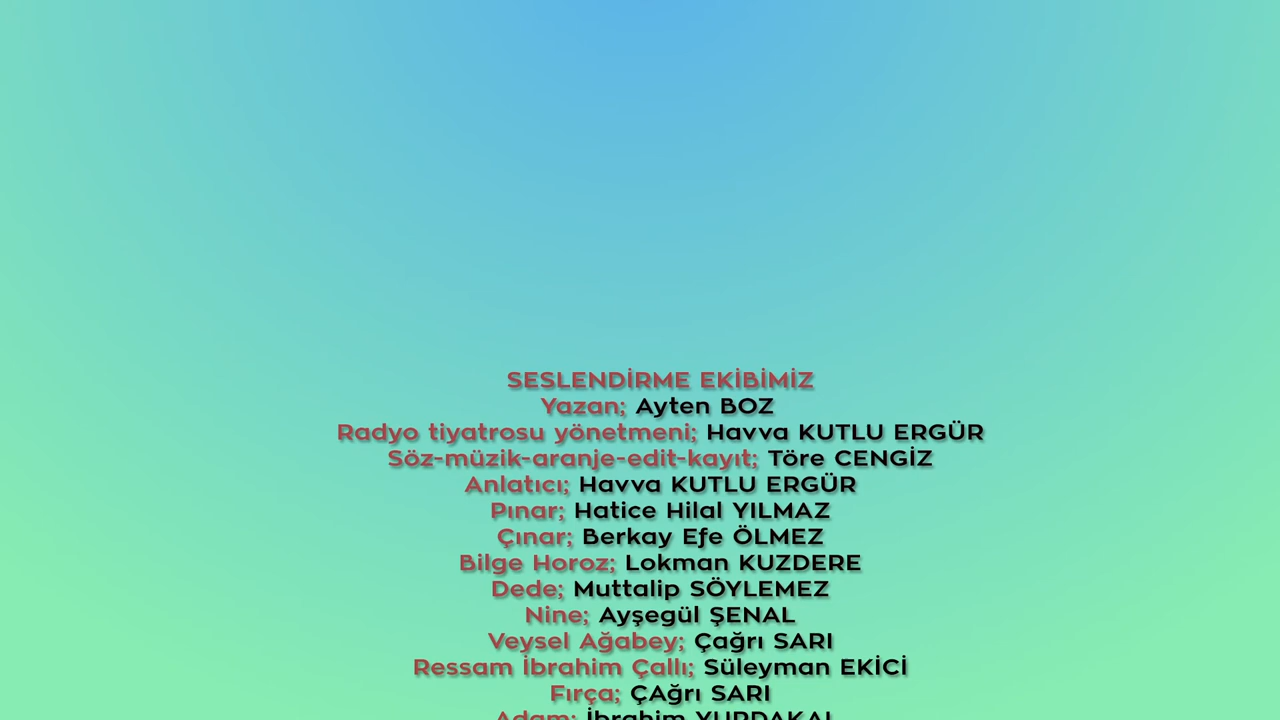 SESLENDİRME EKİBİMİZ
Yazan; Ayten BOZ
Radyo tiyatrosu yönetmeni; Havva KUTLU ERGÜR
Söz-müzik-aranje-edit-kayıt; Töre CENGİZ
Anlatıcı; Havva KUTLU ERGÜR
Pınar; Hatice Hilal YILMAZ
Çınar; Berkay Efe ÖLMEZ
Bilge Horoz; Lokman KUZDERE
Dede; Muttalip SÖYLEMEZ
Nine; Ayşegül ŞENAL
Veysel Ağabey; Çağrı SARI
Ressam İbrahim Çallı; Süleyman EKİCİ
Fırça; ÇAğrı SARI
Adam; İbrahim